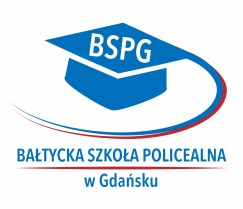 BSPG
BAŁTYCKA SZKOŁA POLICEALNA
w Gdańsku